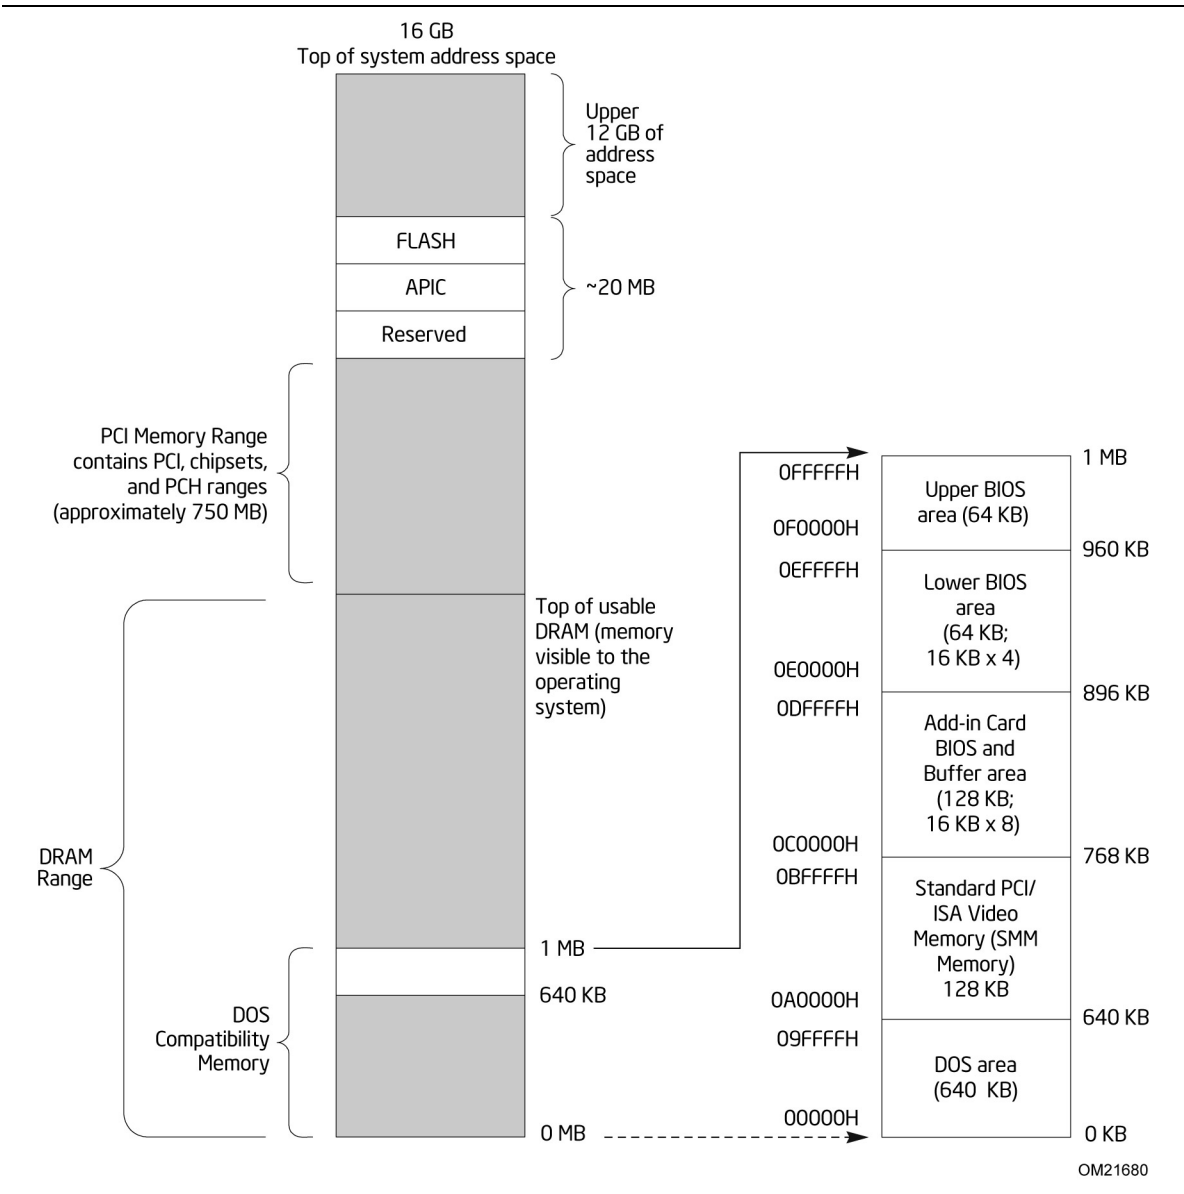 16 GB
Top of system address space
Upper
12 GB of
address
space
FLASH
APIC
~20 MB
Reserved
PCI Memory Range
contains PCI, chipsets,
and PCH ranges
(approximately 750 MB)
Top of usable
DRAM (memory
visible to the
operating
system)
DRAM
Range
1 MB
640 KB
DOS
Compatibility
Memory
0 MB
0FFFFFH
0F0000H
0EFFFFH
0E0000H
0DFFFFH
0C0000H
0BFFFFH
0A0000H
09FFFFH
00000H
Upper BIOS
area (64 KB)
Lower BIOS
area
(64 KB;
16 KB x 4)
Add-in Card
BIOS and
Buffer area
(128 KB;
16 KB x 8)
Standard PCI/
ISA Video
Memory (SMM
Memory)
128 KB
DOS area
(640 KB)
1 MB
960 KB
896 KB
768 KB
640 KB
0 KB
OM21680